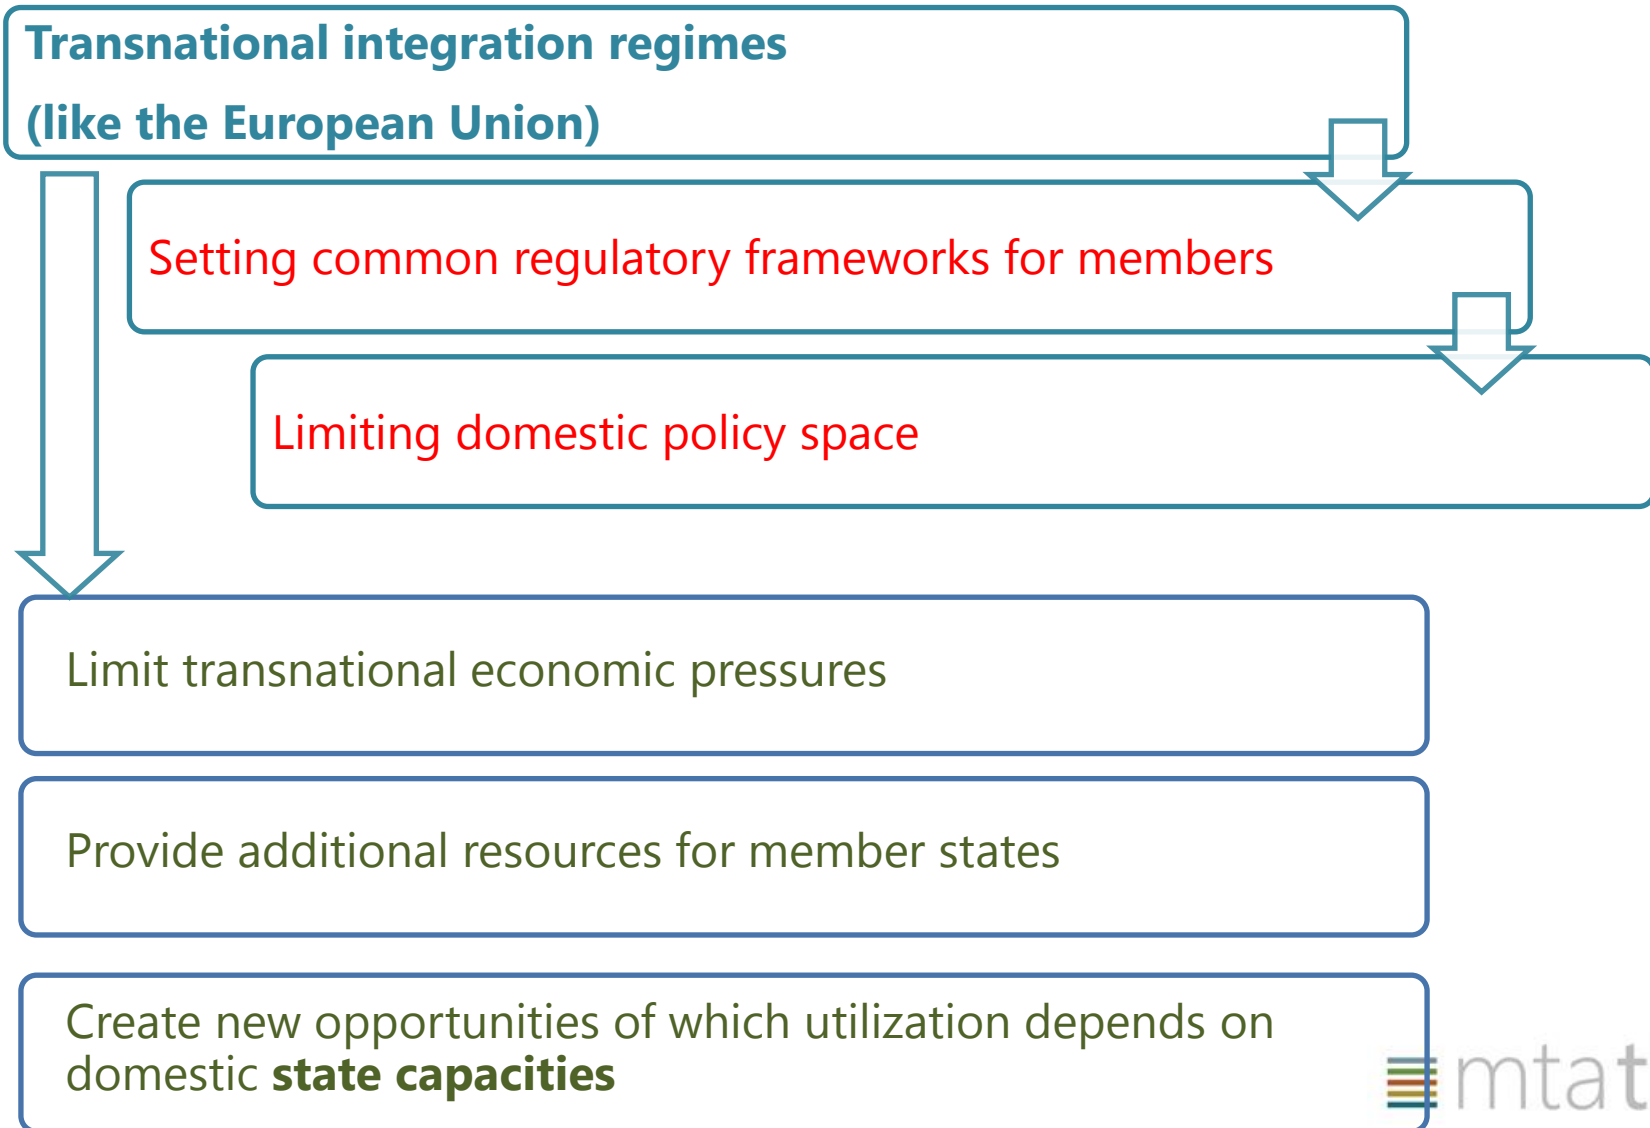 Transnational integration regimes
(like the European Union)
Setting common regulatory frameworks for members
Limiting domestic policy space
Limit transnational economic pressures
Provide additional resources for member states
Create new opportunities of which utilization depends on
domestic state capacities
mtat